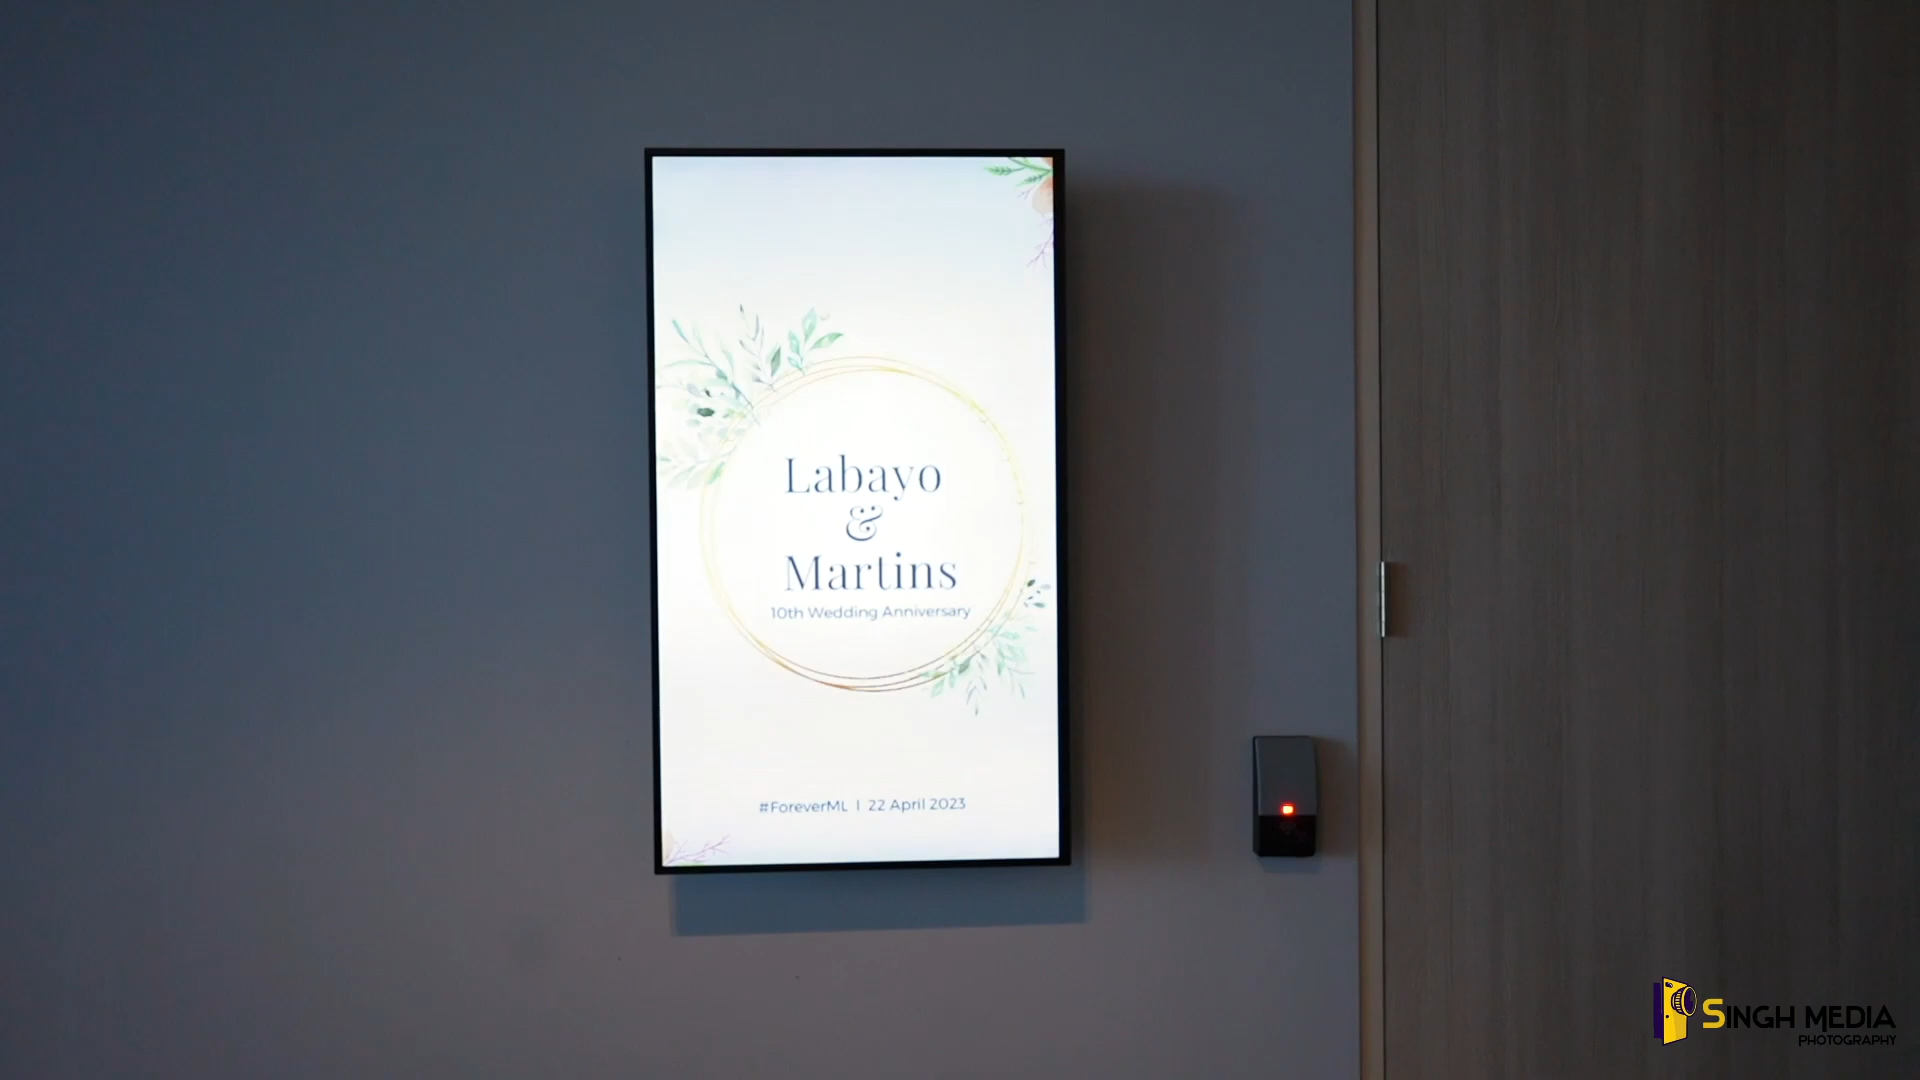 Labayo
&
Martins
10th Wedding Anniversary
#ForeverML | 22 April 2023
SINGH MEDIA
PHOTOGRAPHY